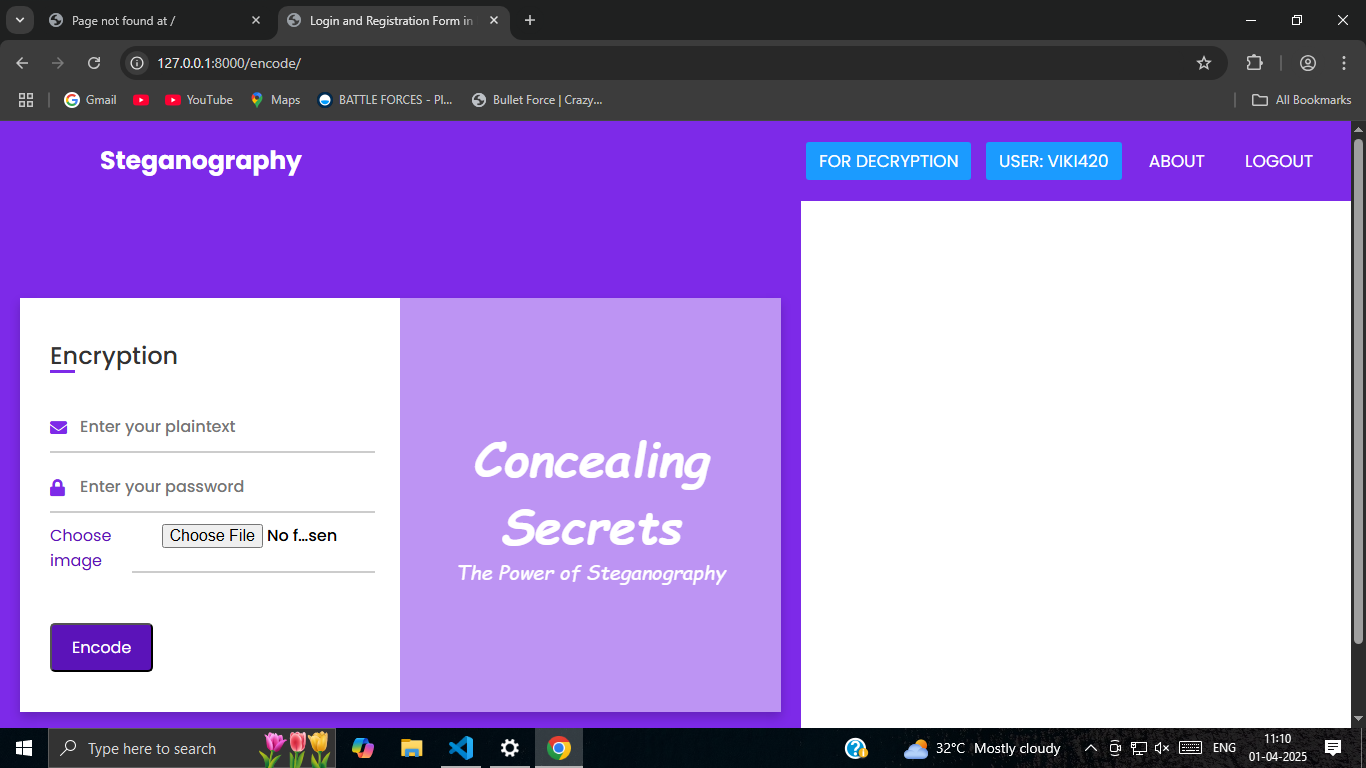 Page not found at /
Login and Registration Form in
127.0.0.1:8000/encode/
Gmail
YouTube
Maps
BATTLE FORCES - Pl...
Bullet Force | Crazy...
All Bookmarks
Steganography
FOR DECRYPTION
USER: VIKI420
ABOUT
LOGOUT
Encryption
Enter your plaintext
Enter your password
Choose
image
Choose File No f...sen
Encode
Concealing
Secrets
The Power of Steganography
Type here to search
32°C Mostly cloudy
ENG
11:10
01-04-2025